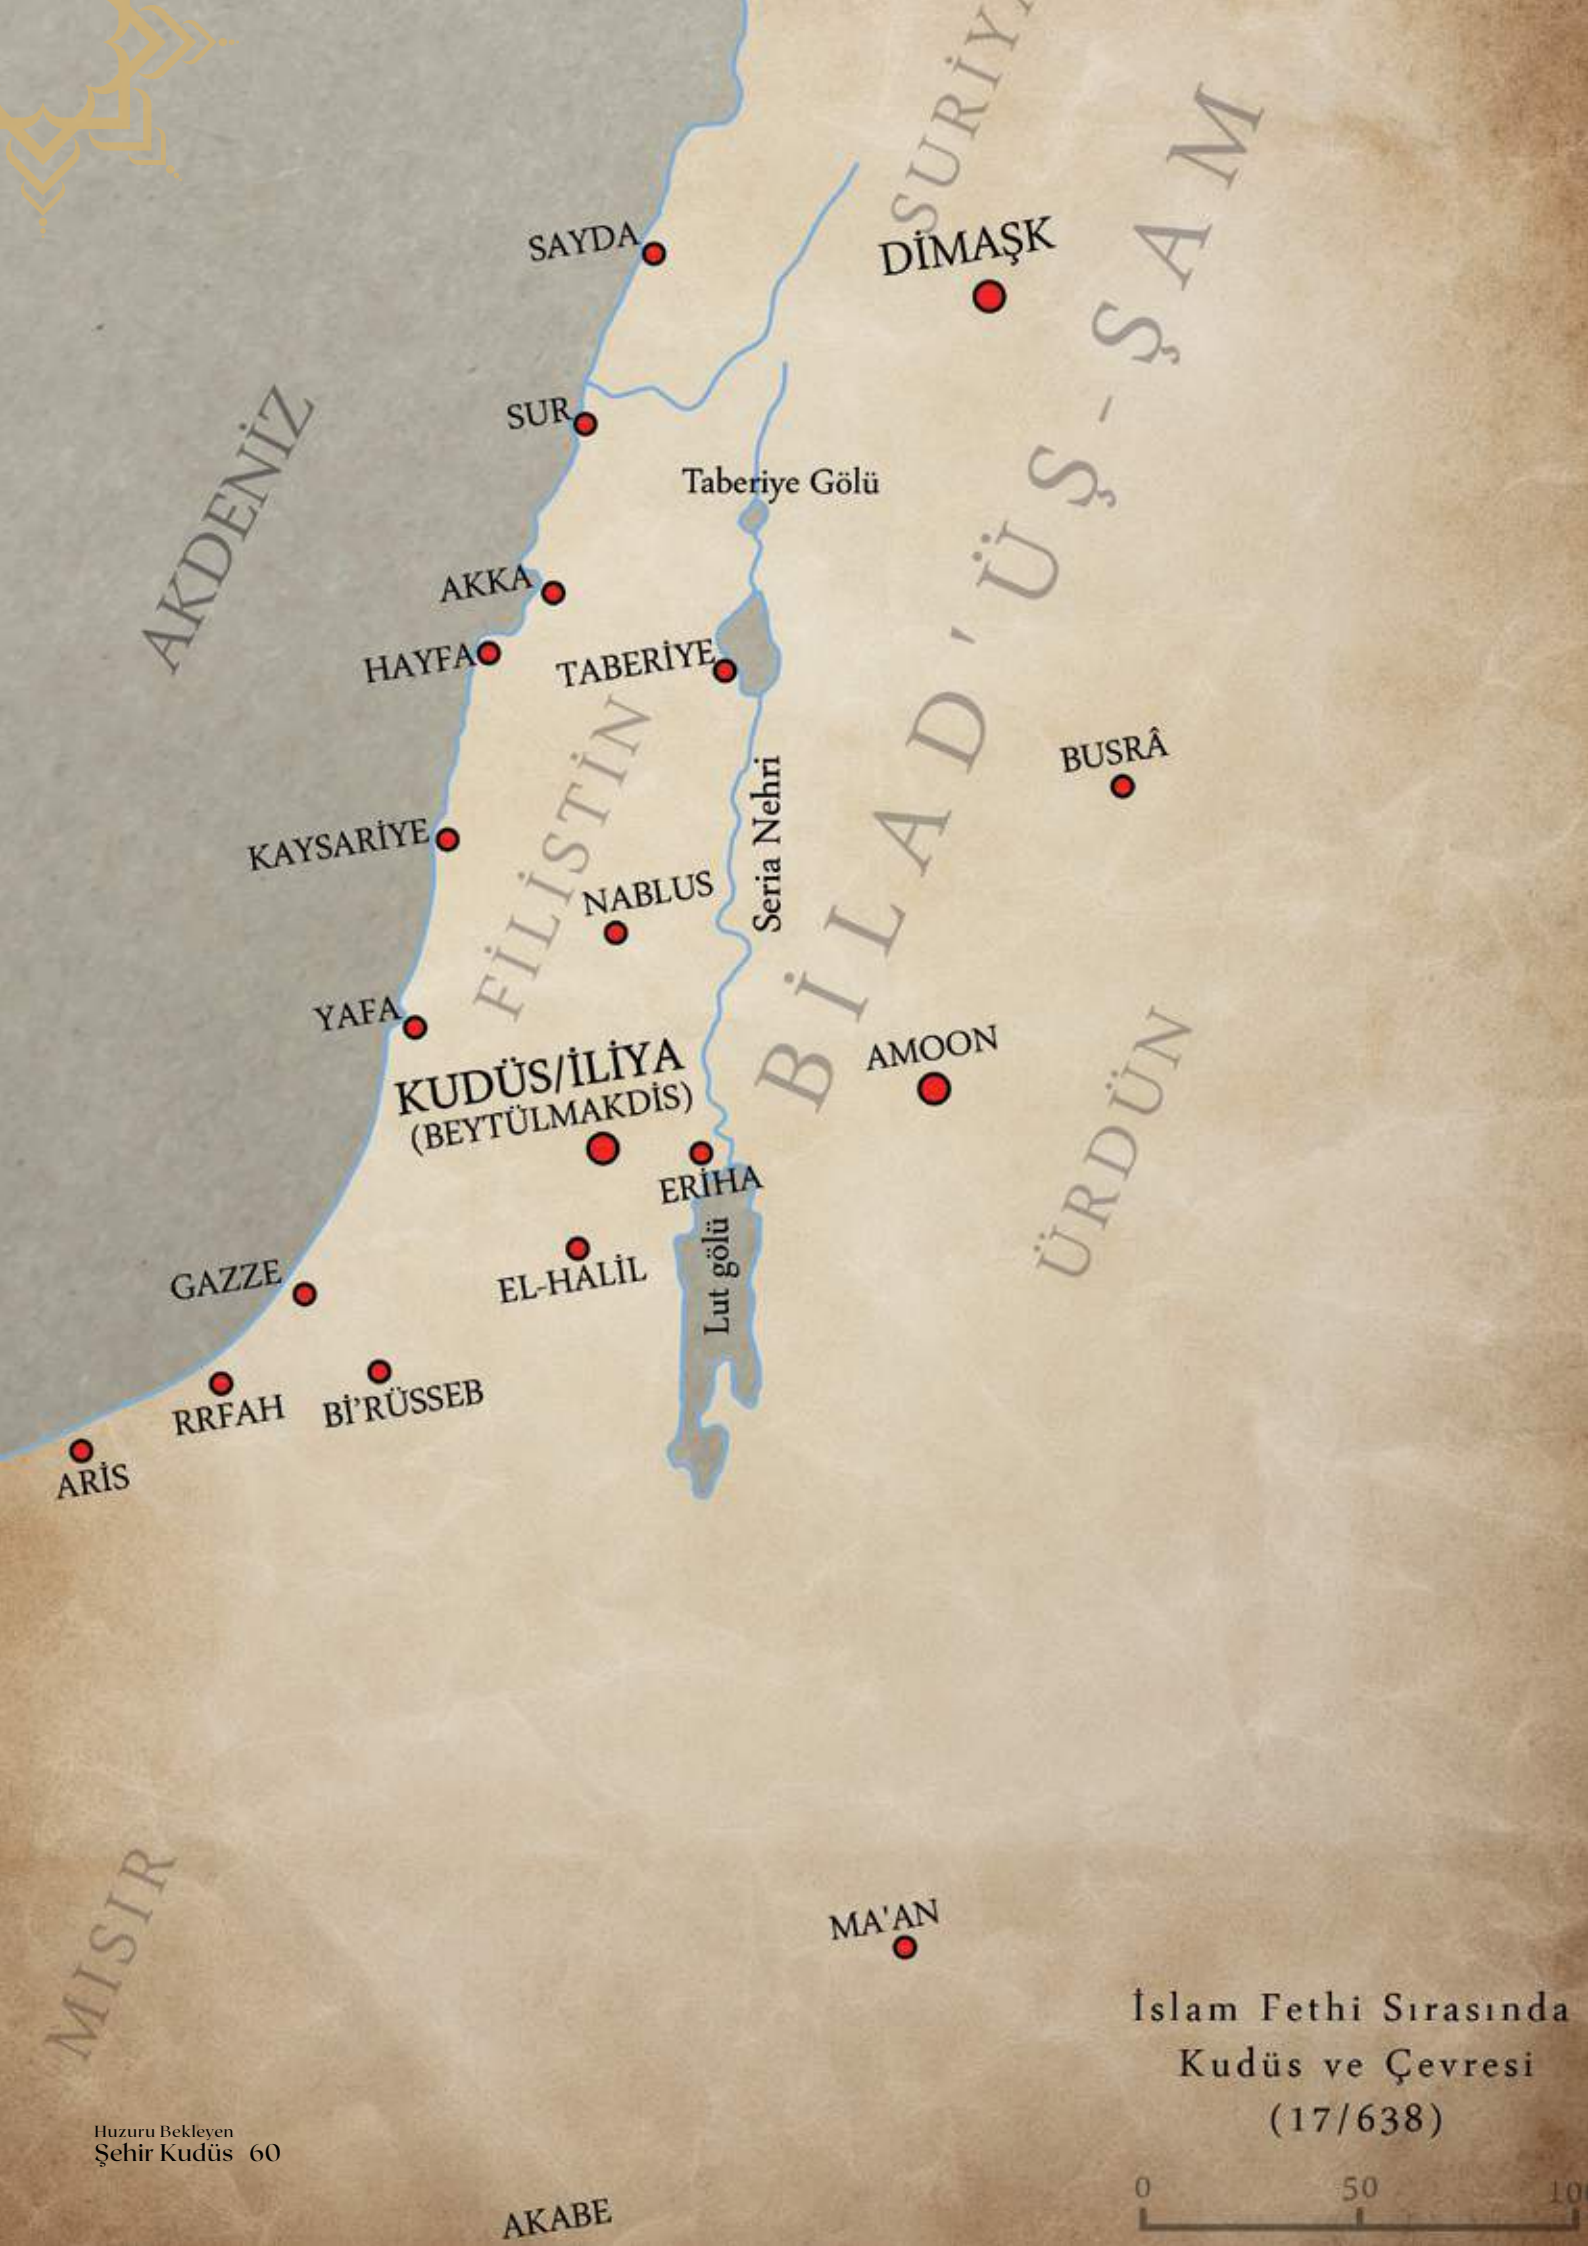 SURİY
BİLAD'ÜŞ-ŞAM
DİMAŞK
SAYDA
AKDENİZ
SUR
Taberiye Gölü
AKKA
HAYFA
TABERİYE
FİLİSTİN
BUSRÂ
Seria Nehri
KAYSARİYE
NABLUS
YAFA
AMOON
KUDÜS/İLİYA
(BEYTÜLMAKDİS)
ÜRDÜN
ERİHA
Lut gölü
GAZZE
EL-HALİL
RRFAH
Bİ'RÜSSEB
ARİS
MISIR
MA'AN
İslam Fethi Sırasında
Kudüs ve Çevresi
(17/638)
Huzuru Bekleyen
Şehir Kudüs 60
0 50 10
AKABE